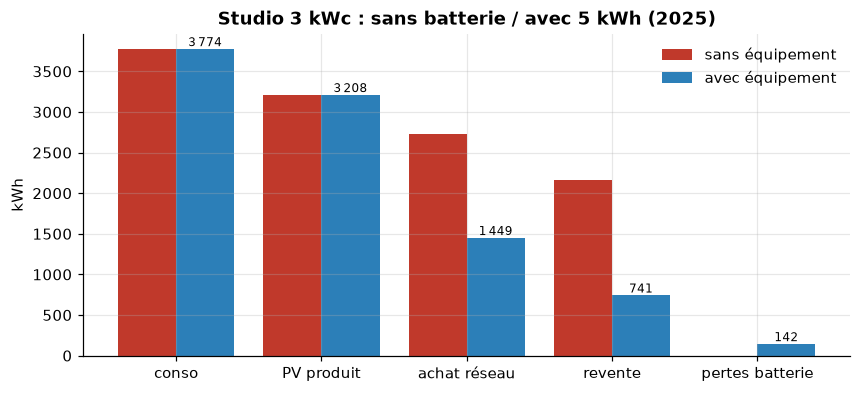 Studio 3 kWc : sans batterie / avec 5 kWh (2025)
sans équipement
avec équipement
kWh
3500
3000
2500
2000
1500
1000
500
0
3 774
3 208
1 449
741
142
conso
PV produit
achat réseau
revente
pertes batterie